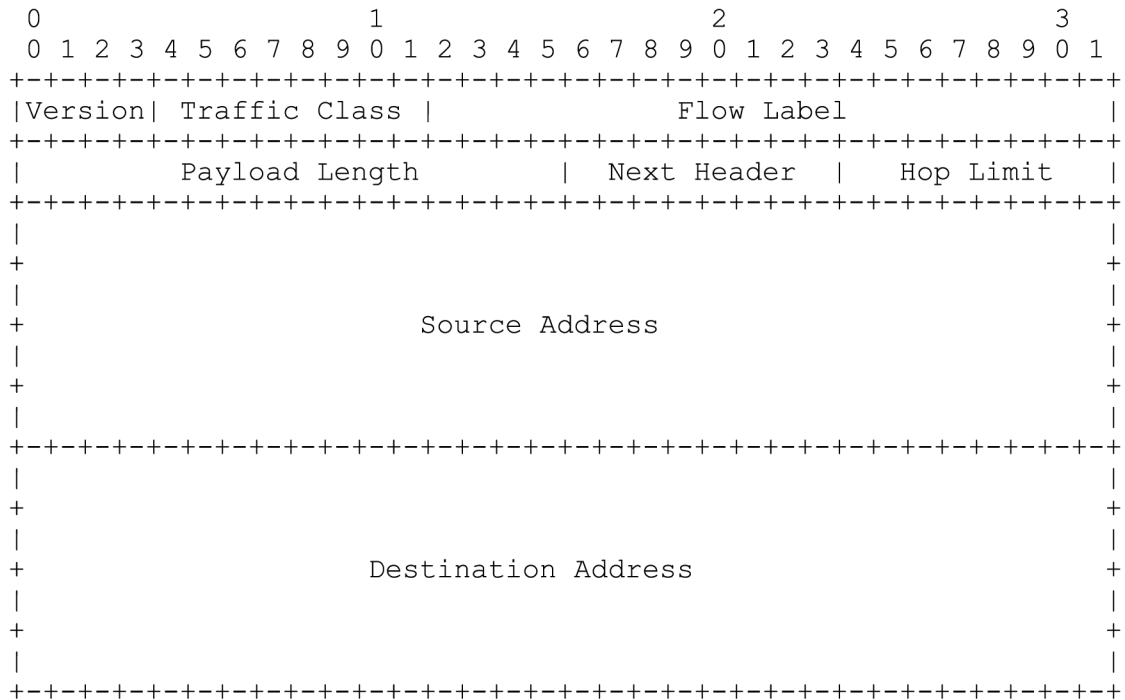 0                   1                   2                   3
 0 1 2 3 4 5 6 7 8 9 0 1 2 3 4 5 6 7 8 9 0 1 2 3 4 5 6 7 8 9 0 1
+-+-+-+-+-+-+-+-+-+-+-+-+-+-+-+-+-+-+-+-+-+-+-+-+-+-+-+-+-+-+-+-+
|Version| Traffic Class |              Flow Label               |
+-+-+-+-+-+-+-+-+-+-+-+-+-+-+-+-+-+-+-+-+-+-+-+-+-+-+-+-+-+-+-+-+
|         Payload Length        |  Next Header  |   Hop Limit   |
+-+-+-+-+-+-+-+-+-+-+-+-+-+-+-+-+-+-+-+-+-+-+-+-+-+-+-+-+-+-+-+-+
|                                                               |
+                                                               +
|                                                               |
+                       Source Address                          +
|                                                               |
+                                                               +
|                                                               |
+-+-+-+-+-+-+-+-+-+-+-+-+-+-+-+-+-+-+-+-+-+-+-+-+-+-+-+-+-+-+-+-+
|                                                               |
+                                                               +
|                                                               |
+                    Destination Address                        +
|                                                               |
+                                                               +
|                                                               |
+-+-+-+-+-+-+-+-+-+-+-+-+-+-+-+-+-+-+-+-+-+-+-+-+-+-+-+-+-+-+-+-+